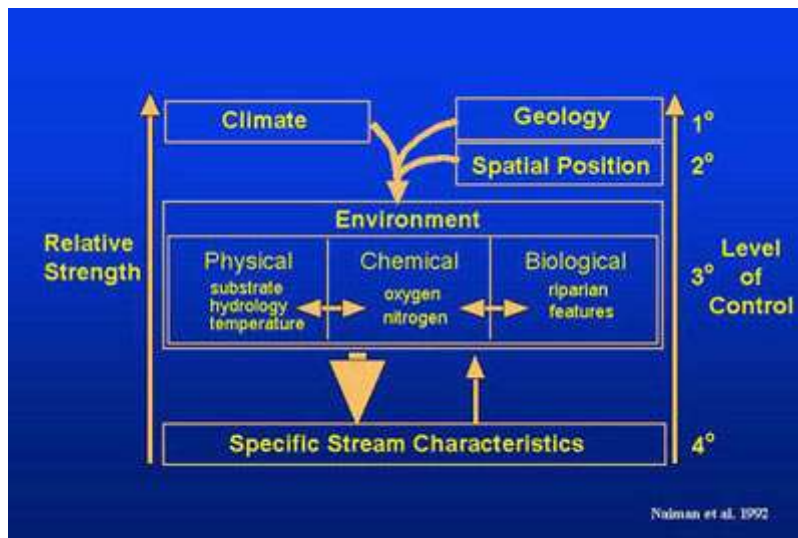 Climate
Geology
1°
Spatial Position
2°
Environment
Relative
Strength
Physical
substrate
hydrology
temperature
Chemical
oxygen
nitrogen
Biological
riparian
features
3°
Level
of
Control
Specific Stream Characteristics
4°
Naiman et al. 1992